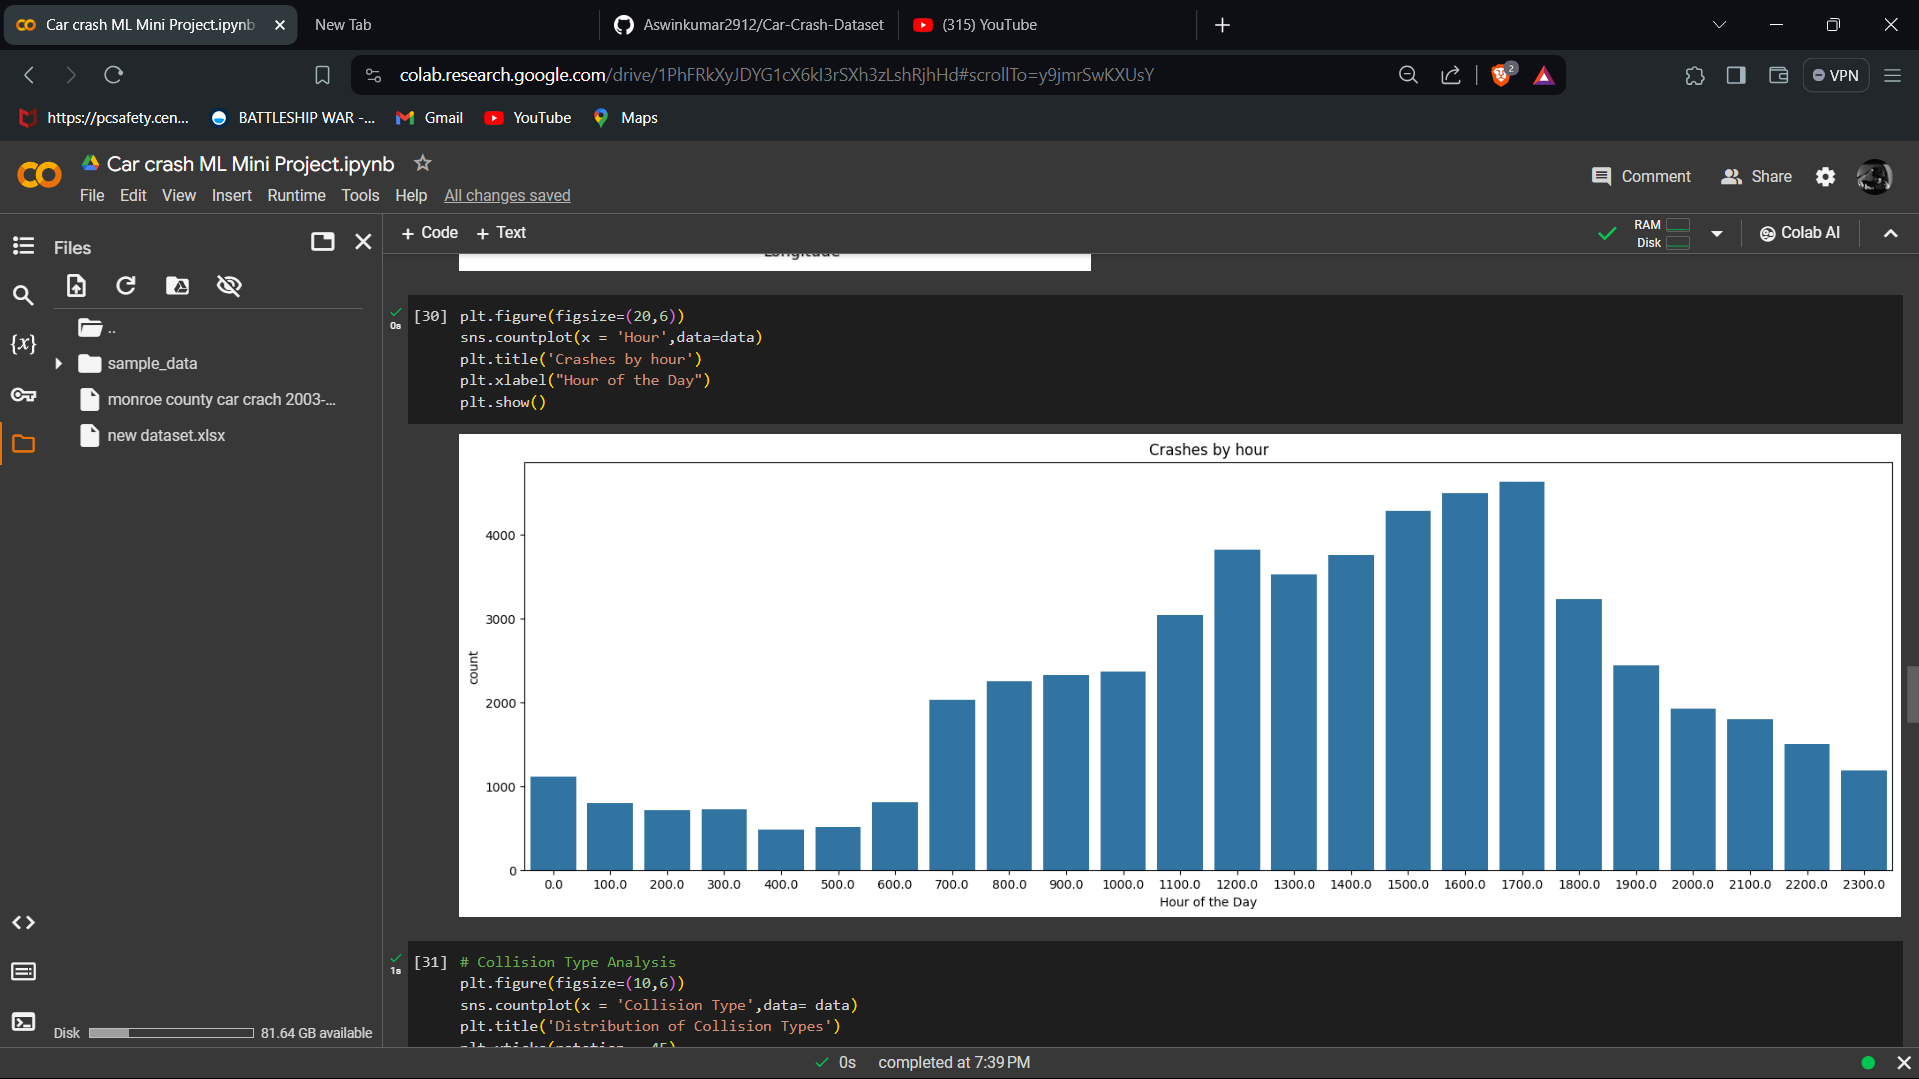 Car crash ML Mini Project.ipynb
New Tab
Aswinkumar2912/Car-Crash-Dataset
(315) YouTube
colab.research.google.com/drive/1PhFRkXyJDYG1cX6kI3rSXh3zLshRjhHd#scrollTo=y9jmrSwKXUsY
2
VPN
https://pcsafety.cen...
BATTLESHIP WAR -...
Gmail
YouTube
Maps
Car crash ML Mini Project.ipynb
Comment
Share
File Edit View Insert Runtime Tools Help All changes saved
Files
+ Code + Text
RAM
Disk
Colab AI
Longitude
..
sample_data
monroe county car crach 2003-...
new dataset.xlsx
{x}
0s
[30] plt.figure(figsize=(20,6))
sns.countplot(x = 'Hour',data=data)
plt.title('Crashes by hour')
plt.xlabel("Hour of the Day")
plt.show()
Crashes by hour
4000
3000
2000
1000
0
count
0.0 100.0 200.0 300.0 400.0 500.0 600.0 700.0 800.0 900.0 1000.0 1100.0 1200.0 1300.0 1400.0 1500.0 1600.0 1700.0 1800.0 1900.0 2000.0 2100.0 2200.0 2300.0
Hour of the Day
1s
[31] # Collision Type Analysis
plt.figure(figsize=(10,6))
sns.countplot(x = 'Collision Type',data= data)
plt.title('Distribution of Collision Types')
plt.xticks(rotation = 45)
Disk 81.64 GB available
0s completed at 7:39 PM